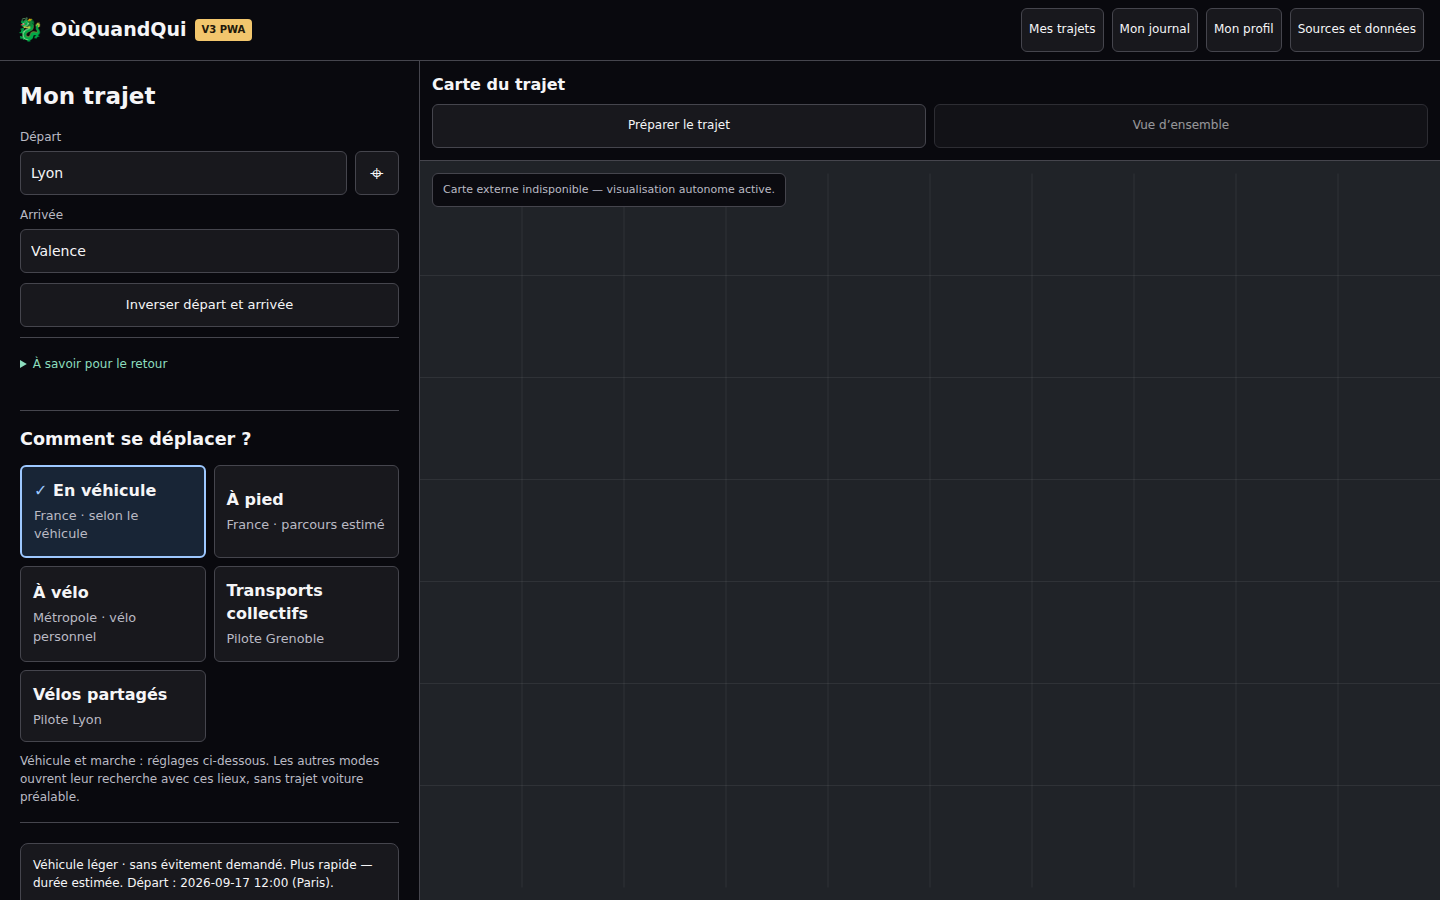 OùQuandQui V3 PWA
Mes trajets
Mon journal
Mon profil
Sources et données
Mon trajet
Départ
Lyon
Arrivée
Valence
Inverser départ et arrivée
À savoir pour le retour
Comment se déplacer ?
✓ En véhicule
France · selon le
véhicule
À pied
France · parcours estimé
À vélo
Métropole · vélo
personnel
Transports
collectifs
Pilote Grenoble
Vélos partagés
Pilote Lyon
Véhicule et marche : réglages ci-dessous. Les autres modes
ouvrent leur recherche avec ces lieux, sans trajet voiture
préalable.
Véhicule léger · sans évitement demandé. Plus rapide —
durée estimée. Départ : 2026-09-17 12:00 (Paris).
Carte du trajet
Préparer le trajet
Vue d’ensemble
Carte externe indisponible — visualisation autonome active.